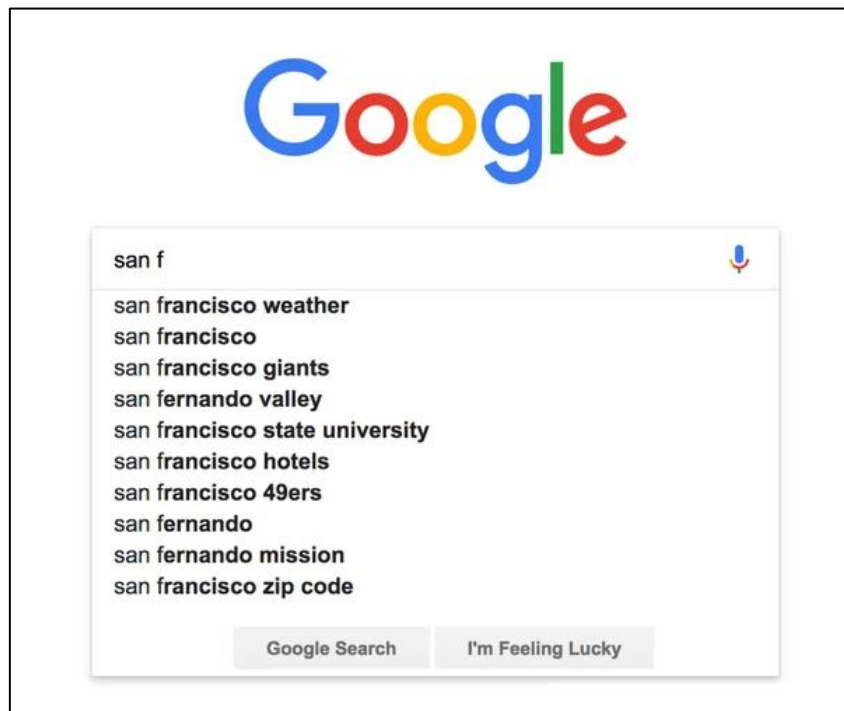 Google
san f
san francisco weather
san francisco
san francisco giants
san fernando valley
san francisco state university
san francisco hotels
san francisco 49ers
san fernando
san fernando mission
san francisco zip code
Google Search I'm Feeling Lucky